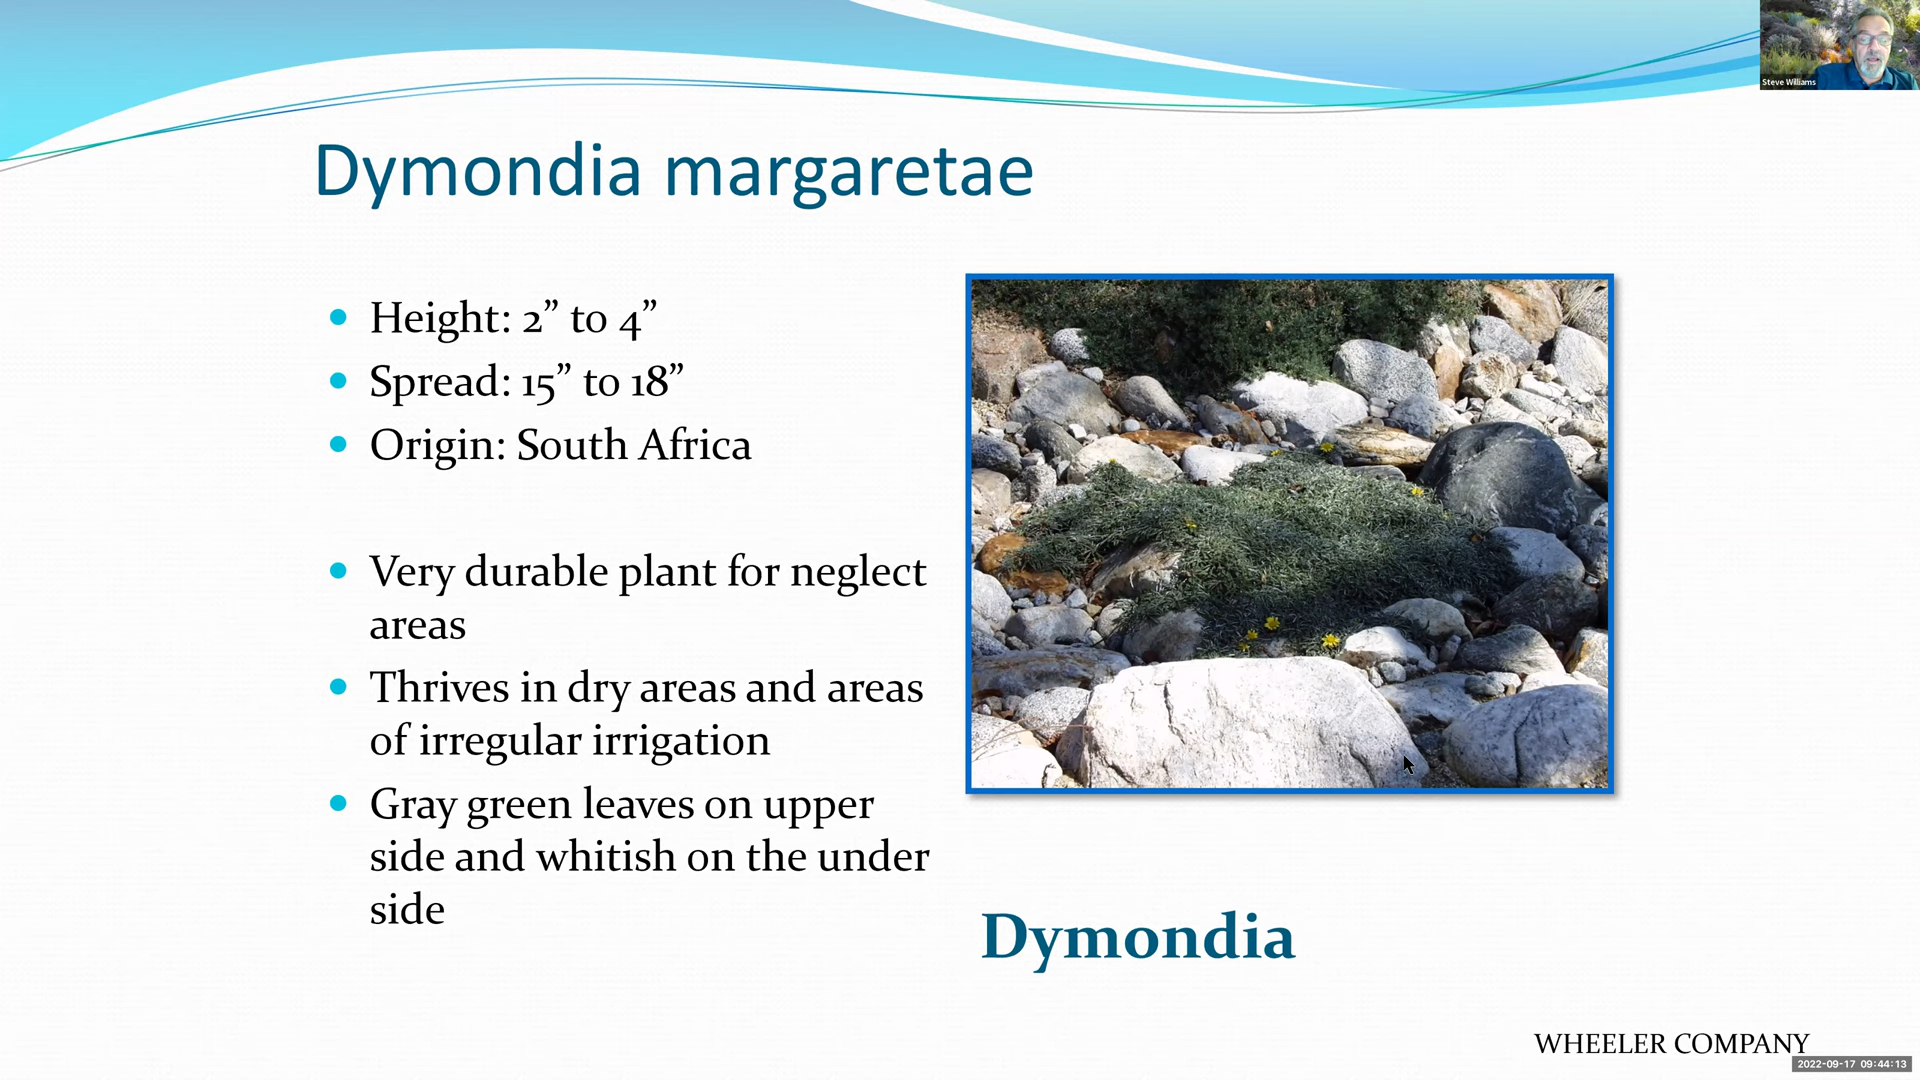 Steve Williams
Dymondia margaretae
Height: 2” to 4”
Spread: 15” to 18”
Origin: South Africa
Very durable plant for neglect
areas
Thrives in dry areas and areas
of irregular irrigation
Gray green leaves on upper
side and whitish on the under
side
Dymondia
WHEELER COMPANY
2022-09-17 09:44:13